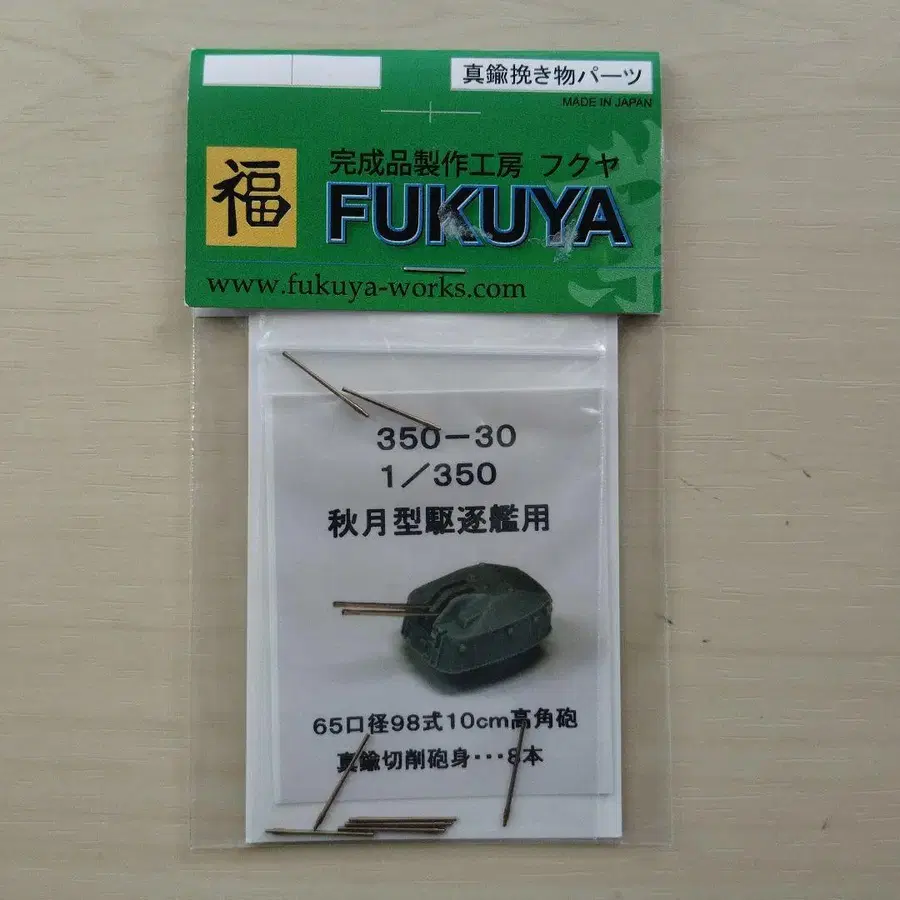 真鍮挽き物パーツ
MADE IN JAPAN
福
完成品製作工房 フクヤ
FUKUYA
www.fukuya-works.com
350－30
1／350
秋月型駆逐艦用
65口径98式10cm高角砲
真鍮切削砲身・・・8本